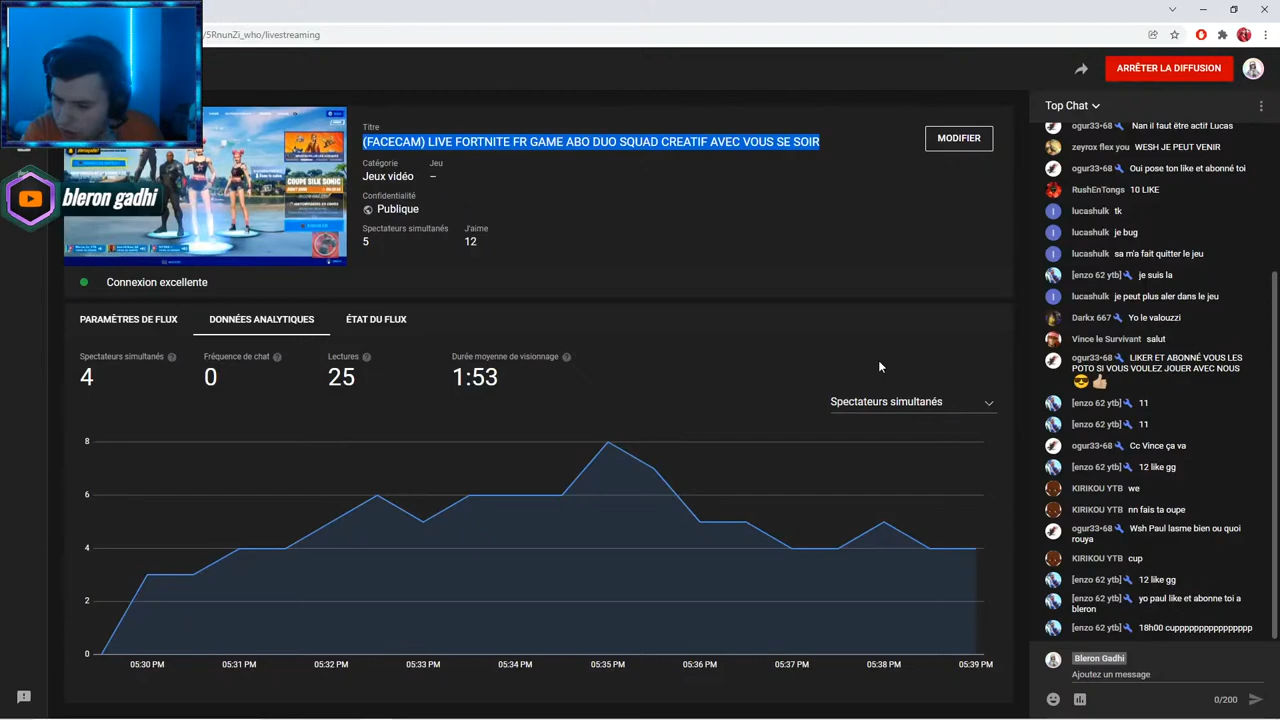 5RnunZi_who/livestreaming
ARRÊTER LA DIFFUSION
Titre
(FACECAM) LIVE FORTNITE FR GAME ABO DUO SQUAD CREATIF AVEC VOUS SE SOIR
MODIFIER
Catégorie
Jeu
Jeux vidéo
–
Confidentialité
Publique
Spectateurs simultanés
J'aime
5
12
bleron gadhi
COUPE SILK SONIC
Connexion excellente
PARAMÈTRES DE FLUX
DONNÉES ANALYTIQUES
ÉTAT DU FLUX
Spectateurs simultanés
Fréquence de chat
Lectures
Durée moyenne de visionnage
4
0
25
1:53
Spectateurs simultanés
8
6
4
2
0
05:30 PM
05:31 PM
05:32 PM
05:33 PM
05:34 PM
05:35 PM
05:36 PM
05:37 PM
05:38 PM
05:39 PM
Top Chat
ogur33-68 Nan il faut être actif Lucas
zeyrox flex you WESH JE PEUT VENIR
ogur33-68 Oui pose ton like et abonné toi
RushEnTongs 10 LIKE
lucashulk tk
lucashulk je bug
lucashulk sa m'a fait quitter le jeu
[enzo 62 ytb] je suis la
lucashulk je peut plus aler dans le jeu
Darkx 667 Yo le valouzzi
Vince le Survivant salut
ogur33-68 LIKER ET ABONNÉ VOUS LES
POTO SI VOUS VOULEZ JOUER AVEC NOUS
😎 👍🏼
[enzo 62 ytb] 11
[enzo 62 ytb] 11
ogur33-68 Cc Vince ça va
[enzo 62 ytb] 12 like gg
KIRIKOU YTB we
KIRIKOU YTB nn fais ta oupe
ogur33-68 Wsh Paul lasme bien ou quoi
rouya
KIRIKOU YTB cup
[enzo 62 ytb] 12 like gg
[enzo 62 ytb] yo paul like et abonne toi a
bleron
[enzo 62 ytb] 18h00 cuppppppppppppppp
Bleron Gadhi
Ajoutez un message
0/200